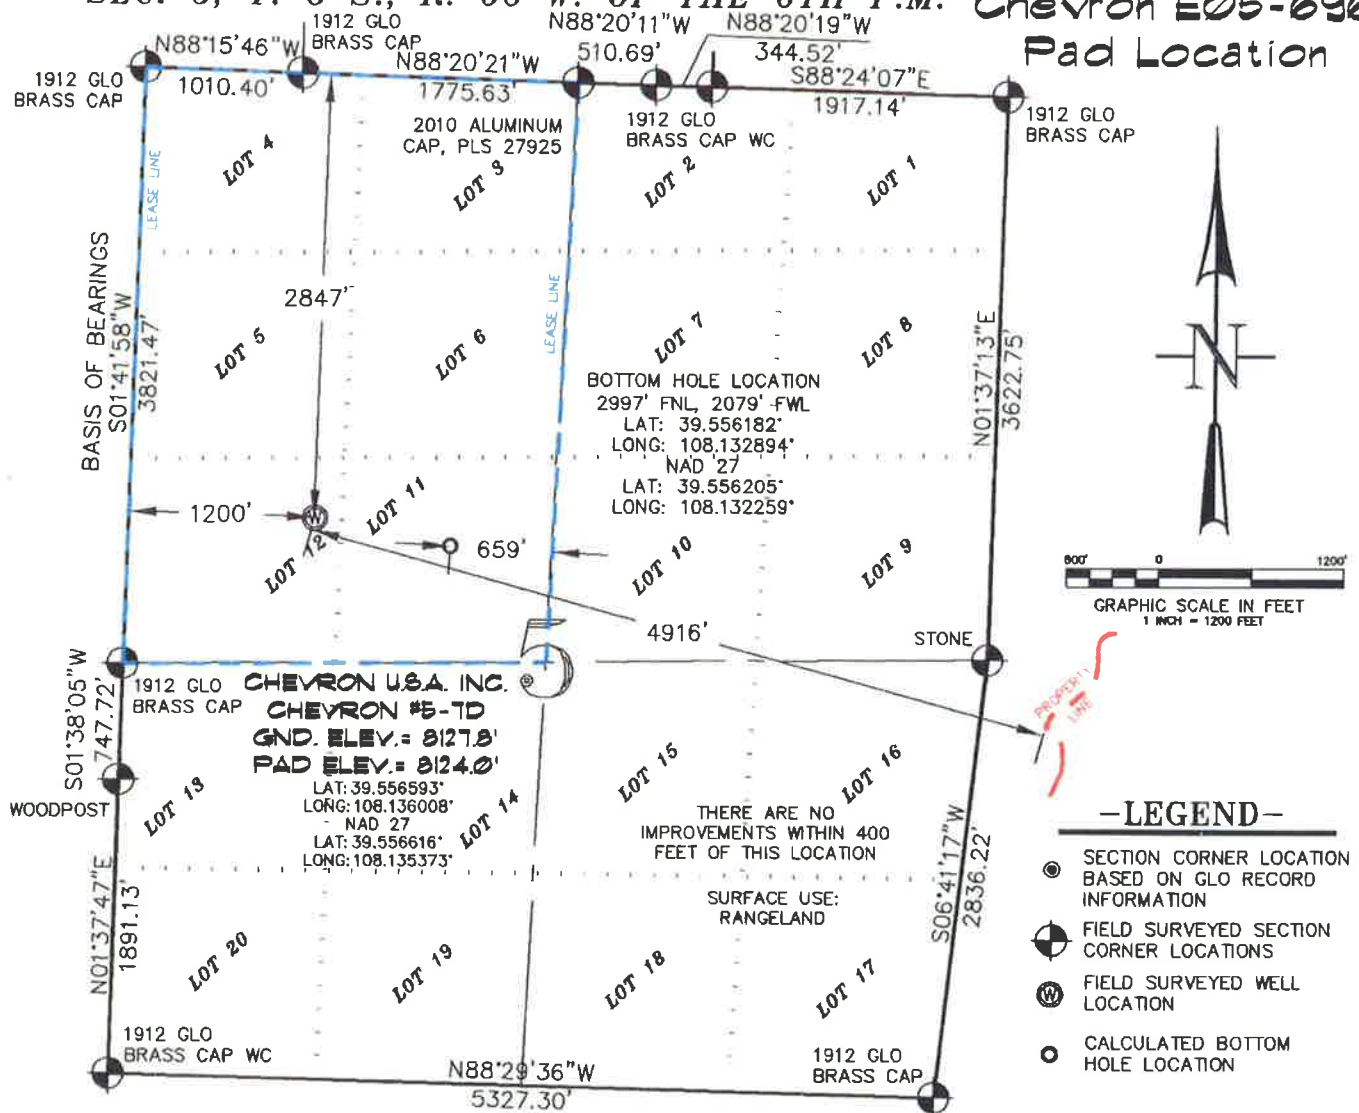 Chevron E05-
Pad Location
1912 GLO
BRASS CAP
N88°15'46"W
1010.40'
1912 GLO
BRASS CAP
N88°20'21"W
1775.63'
2010 ALUMINUM
CAP, PLS 27925
N88°20'11"W
510.69'
N88°20'19"W
344.52'
1912 GLO
BRASS CAP WC
S88°24'07"E
1917.14'
1912 GLO
BRASS CAP
LOT 4
LOT 3
LOT 2
LOT 1
LEASE LINE
LEASE LINE
BASIS OF BEARINGS
S01°41'58"W
3821.47'
2847'
LOT 5
LOT 6
LOT 7
LOT 8
N01°37'13"E
3622.75'
BOTTOM HOLE LOCATION
2997' FNL, 2079' FWL
LAT: 39.556182°
LONG: 108.132894°
NAD 27
LAT: 39.556205°
LONG: 108.132259°
N
1200'
W
LOT 12
LOT 11
659'
LOT 10
LOT 9
4916'
600'
0
1200'
GRAPHIC SCALE IN FEET
1 INCH = 1200 FEET
STONE
PROPERTY
LINE
1912 GLO
BRASS CAP
CHEVRON U.S.A. INC.
CHEVRON #5-7D
GND. ELEV.= 8127.8'
PAD ELEV.= 8124.0'
LAT: 39.556593°
LONG: 108.136008°
NAD 27
LAT: 39.556616°
LONG: 108.135373°
S01°38'05"W
747.72'
WOODPOST
LOT 13
LOT 14
LOT 15
LOT 16
THERE ARE NO
IMPROVEMENTS WITHIN 400
FEET OF THIS LOCATION
SURFACE USE:
RANGELAND
S06°41'17"W
2836.22'
N01°37'47"E
1891.13'
LOT 20
LOT 19
LOT 18
LOT 17
1912 GLO
BRASS CAP WC
N88°29'36"W
5327.30'
1912 GLO
BRASS CAP
-LEGEND-
SECTION CORNER LOCATION
BASED ON GLO RECORD
INFORMATION
FIELD SURVEYED SECTION
CORNER LOCATIONS
W
FIELD SURVEYED WELL
LOCATION
CALCULATED BOTTOM
HOLE LOCATION